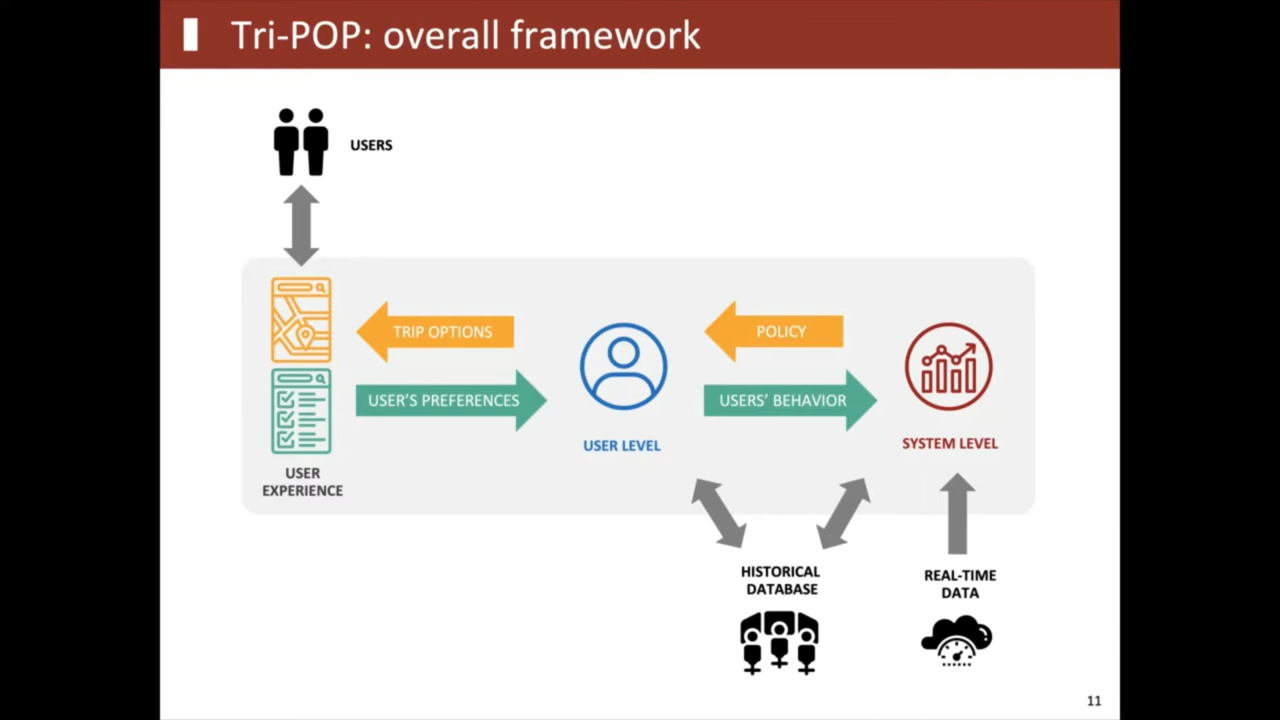 Tri-POP: overall framework
USERS
TRIP OPTIONS
POLICY
USER'S PREFERENCES
USERS' BEHAVIOR
USER LEVEL
SYSTEM LEVEL
USER
EXPERIENCE
HISTORICAL
DATABASE
REAL-TIME
DATA
11